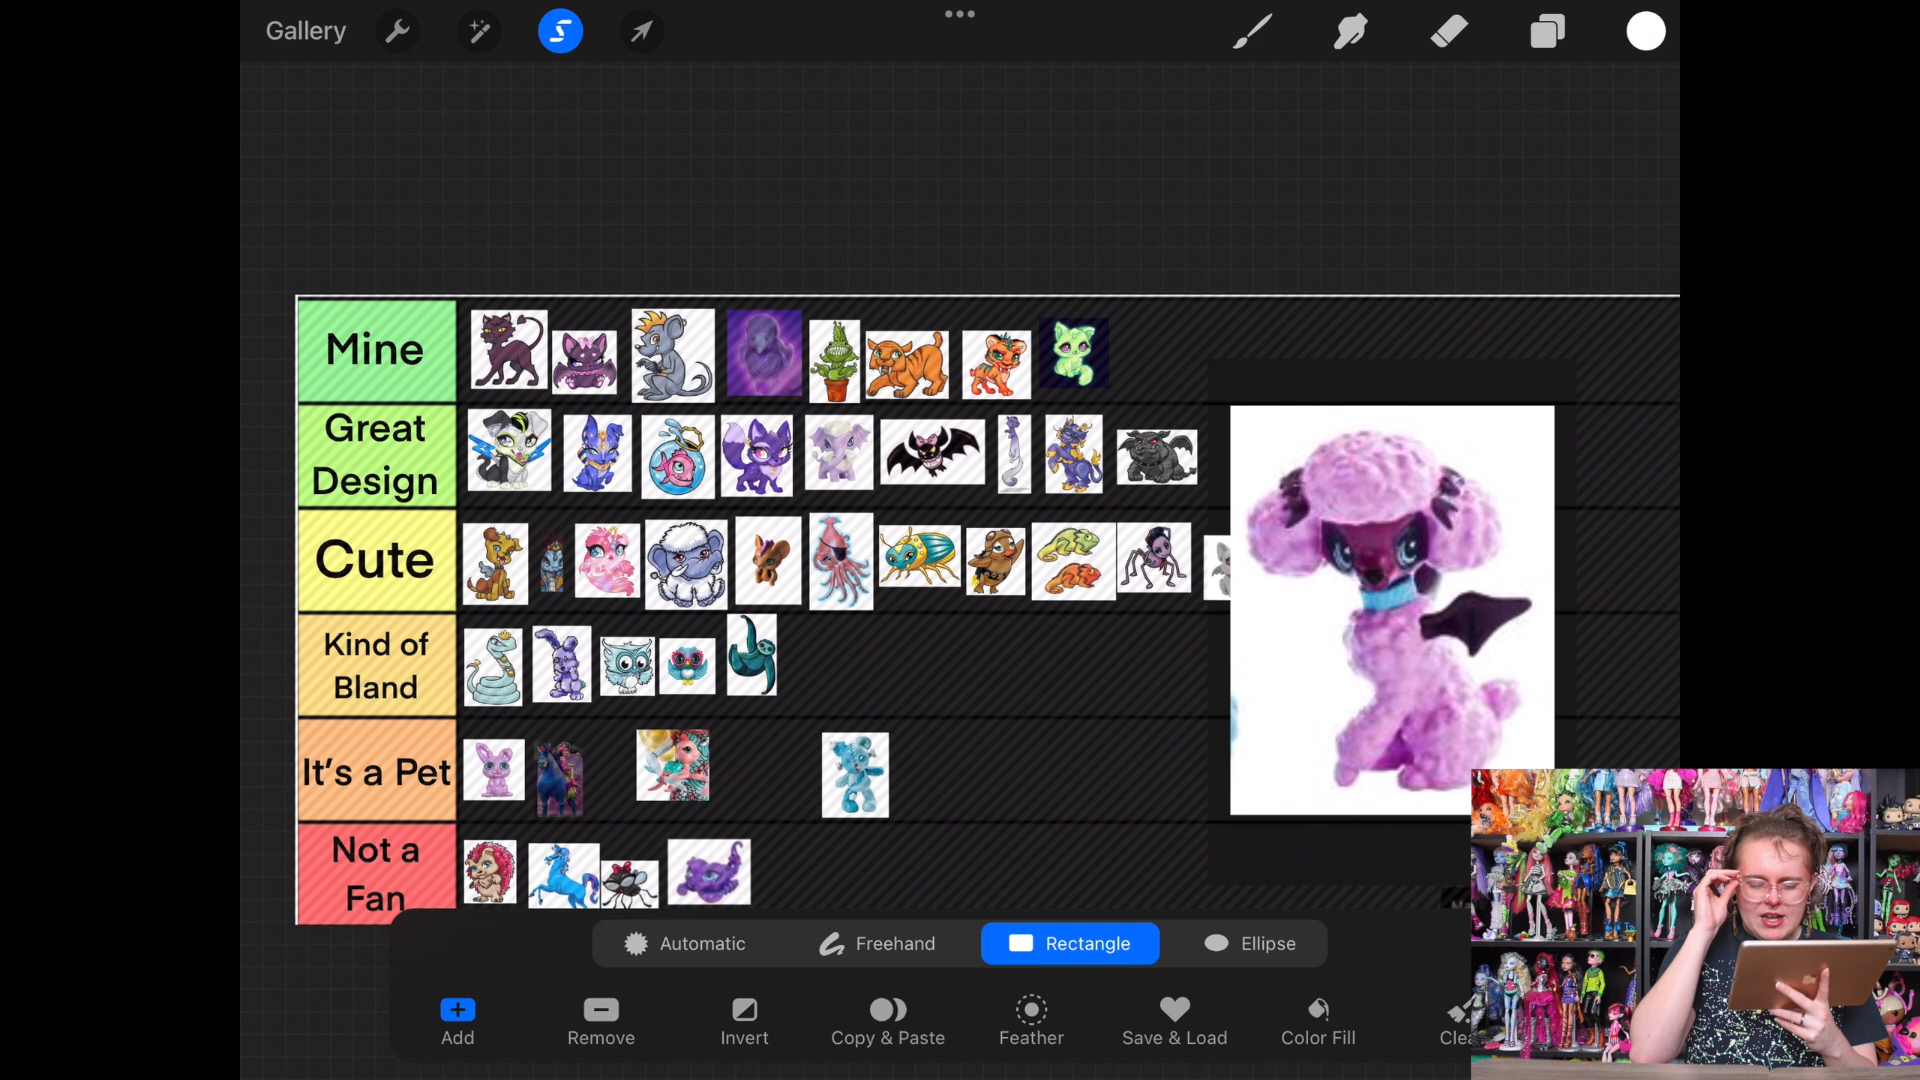 Gallery
Mine
Great
Design
Cute
Kind of
Bland
It's a Pet
Not a
Fan
Automatic
Freehand
Rectangle
Ellipse
Add
Remove
Invert
Copy & Paste
Feather
Save & Load
Color Fill